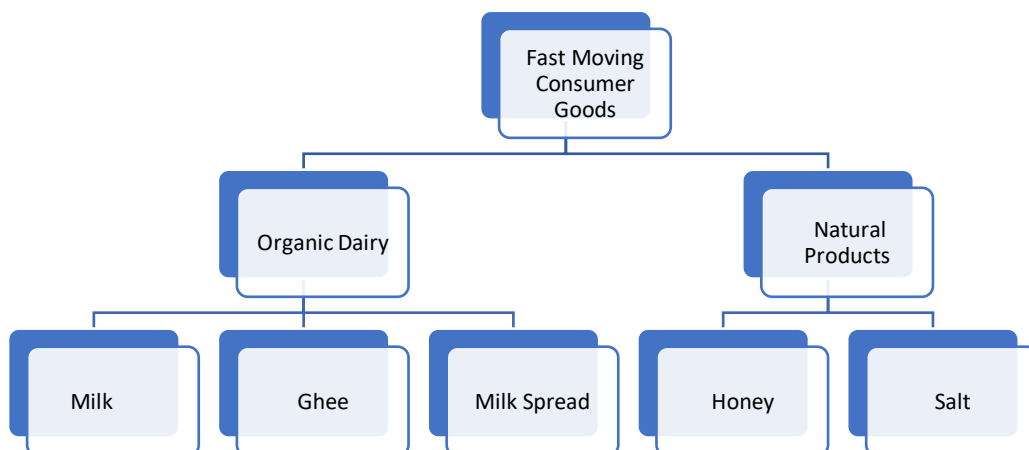 Fast Moving
Consumer
Goods
Organic Dairy
Natural
Products
Milk
Ghee
Milk Spread
Honey
Salt